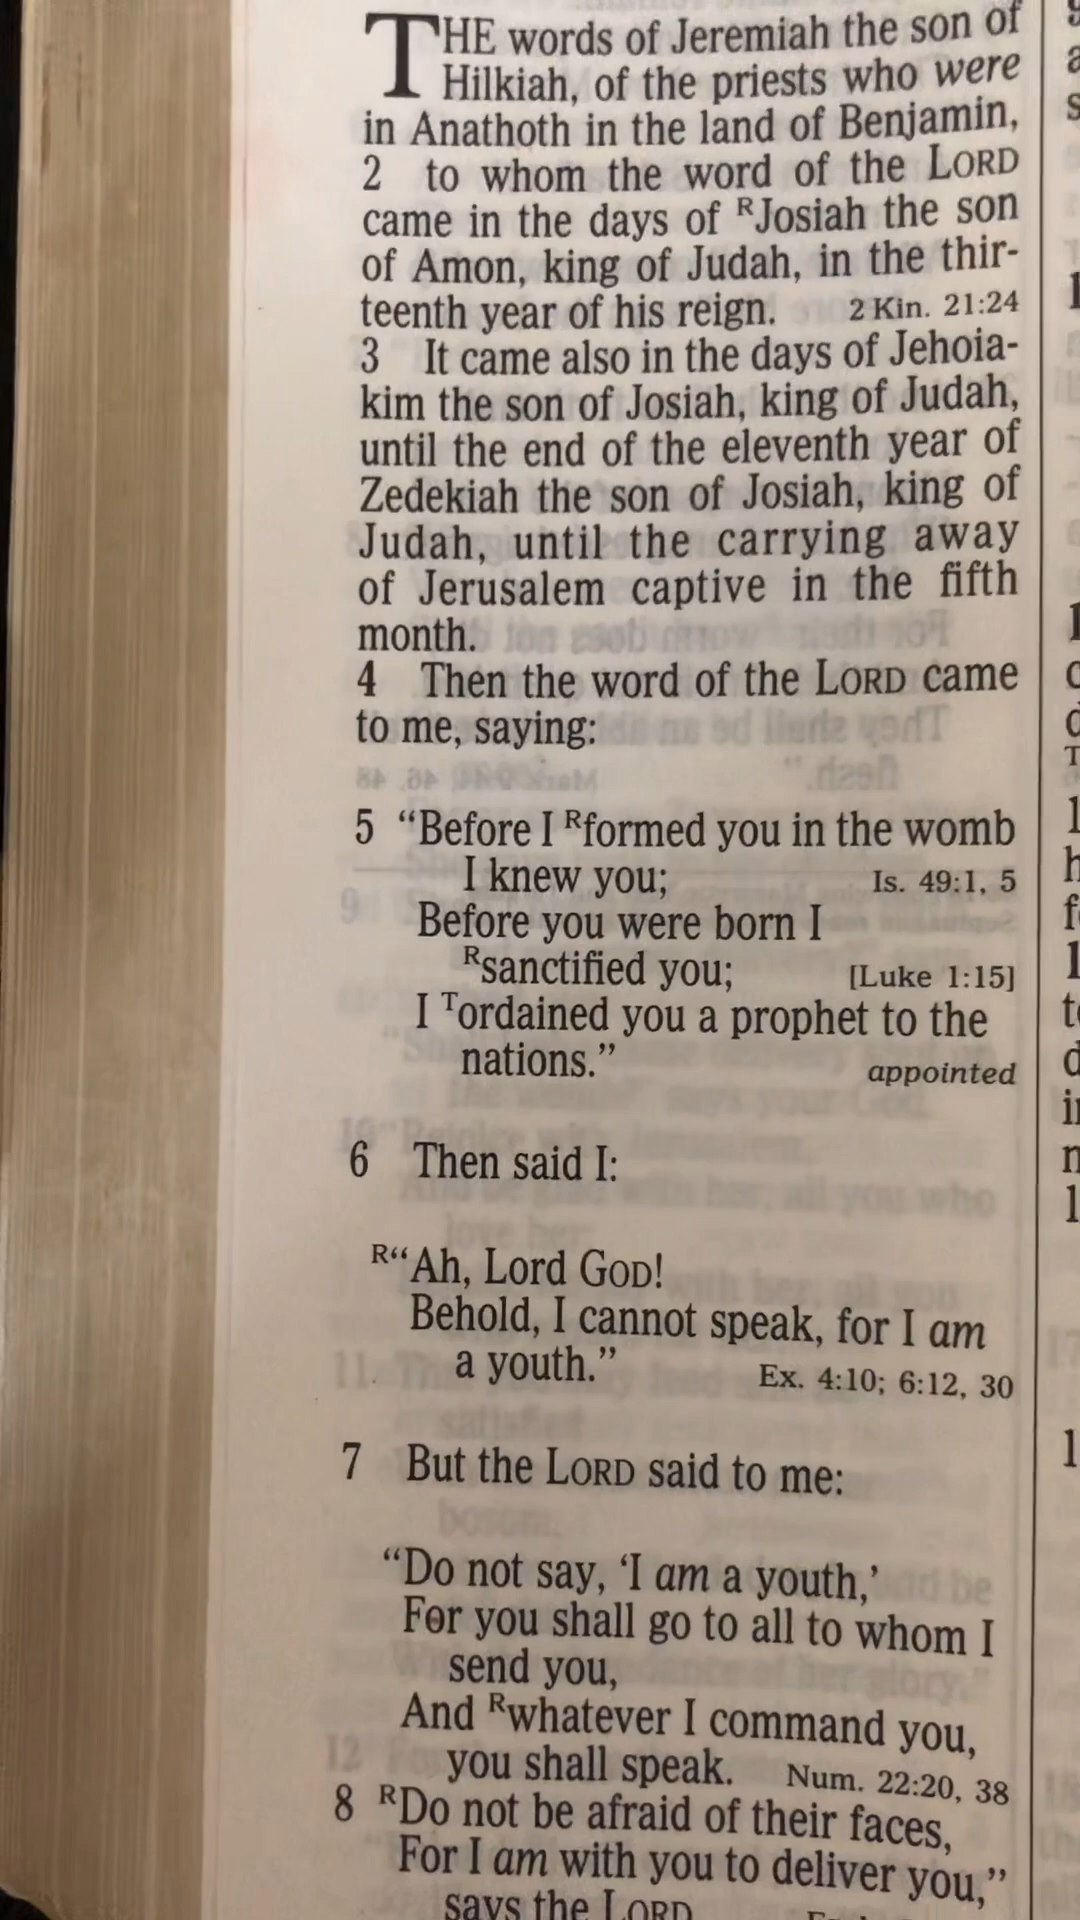 THE words of Jeremiah the son of
Hilkiah, of the priests who were
in Anathoth in the land of Benjamin,
2 to whom the word of the LORD
came in the days of RJosiah the son
of Amon, king of Judah, in the thir-
teenth year of his reign. 2 Kin. 21:24
3 It came also in the days of Jehoia-
kim the son of Josiah, king of Judah,
until the end of the eleventh year of
Zedekiah the son of Josiah, king of
Judah, until the carrying away
of Jerusalem captive in the fifth
month.
4 Then the word of the LORD came
to me, saying:
5 “Before I Rformed you in the womb
I knew you; Is. 49:1, 5
Before you were born I
Rsanctified you; [Luke 1:15]
I Tordained you a prophet to the
nations.” appointed
6 Then said I:
R“Ah, Lord GOD!
Behold, I cannot speak, for I am
a youth.” Ex. 4:10; 6:12, 30
7 But the LORD said to me:
“Do not say, ‘I am a youth,’
For you shall go to all to whom I
send you,
And Rwhatever I command you,
you shall speak. Num. 22:20, 38
8 RDo not be afraid of their faces,
For I am with you to deliver you,”
says the LORD